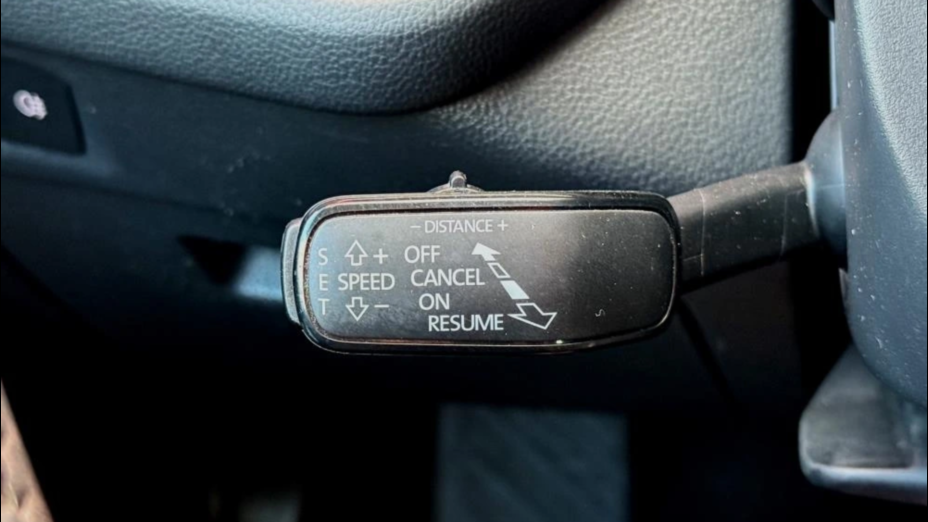 - DISTANCE +
S + OFF
E SPEED CANCEL
T - ON
RESUME